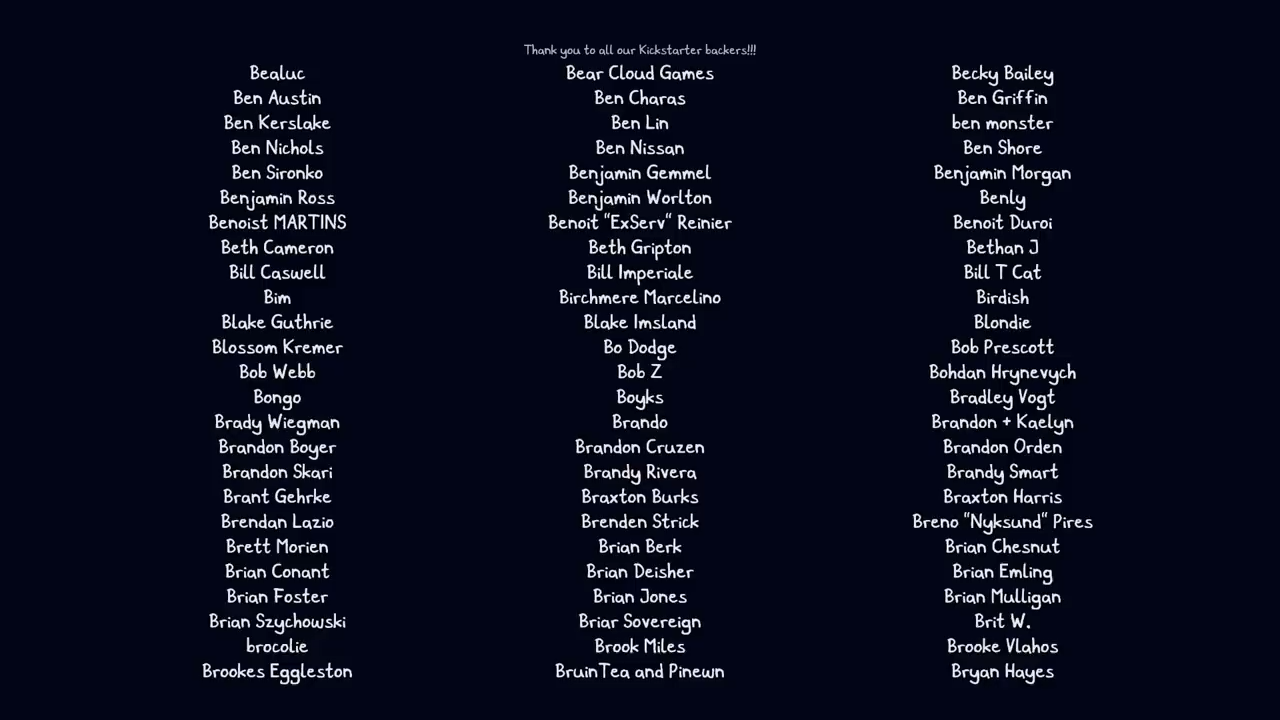 Thank you to all our Kickstarter backers!!!
Bealuc Bear Cloud Games Becky Bailey
Ben Austin Ben Charas Ben Griffin
Ben Kerslake Ben Lin ben monster
Ben Nichols Ben Nissan Ben Shore
Ben Sironko Benjamin Gemmel Benjamin Morgan
Benjamin Ross Benjamin Worlton Benly
Benoist MARTINS Benoit "ExServ" Reinier Benoit Duroi
Beth Cameron Beth Gripton Bethan J
Bill Caswell Bill Imperiale Bill T Cat
Bim Birchmere Marcelino Birdish
Blake Guthrie Blake Imsland Blondie
Blossom Kremer Bo Dodge Bob Prescott
Bob Webb Bob Z Bohdan Hrynevych
Bongo Boyks Bradley Vogt
Brady Wiegman Brando Brandon + Kaelyn
Brandon Boyer Brandon Cruzen Brandon Orden
Brandon Skari Brandy Rivera Brandy Smart
Brant Gehrke Braxton Burks Braxton Harris
Brendan Lazio Brenden Strick Breno "Nyksund" Pires
Brett Morien Brian Berk Brian Chesnut
Brian Conant Brian Deisher Brian Emling
Brian Foster Brian Jones Brian Mulligan
Brian Szychowski Briar Sovereign Brit W.
brocolie Brook Miles Brooke Vlahos
Brookes Eggleston BruinTea and Pinewn Bryan Hayes